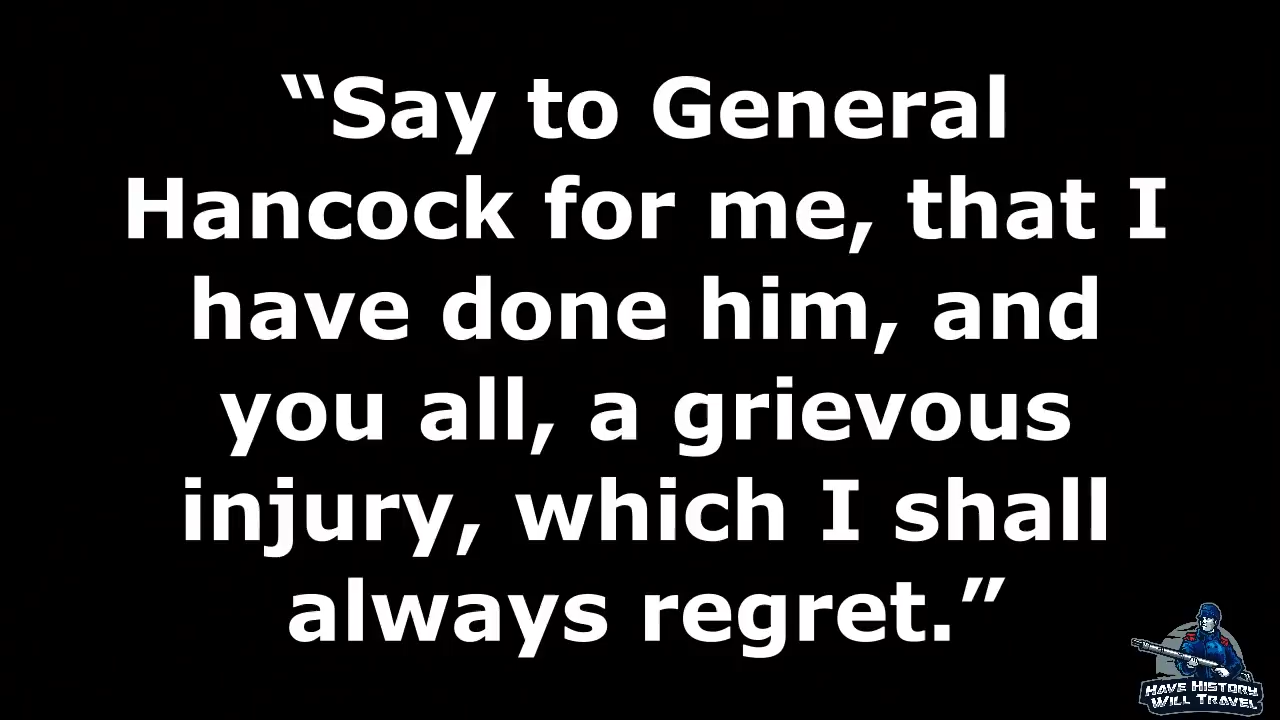 “Say to General
Hancock for me, that I
have done him, and
you all, a grievous
injury, which I shall
always regret.”
HAVE HISTORY
WILL TRAVEL